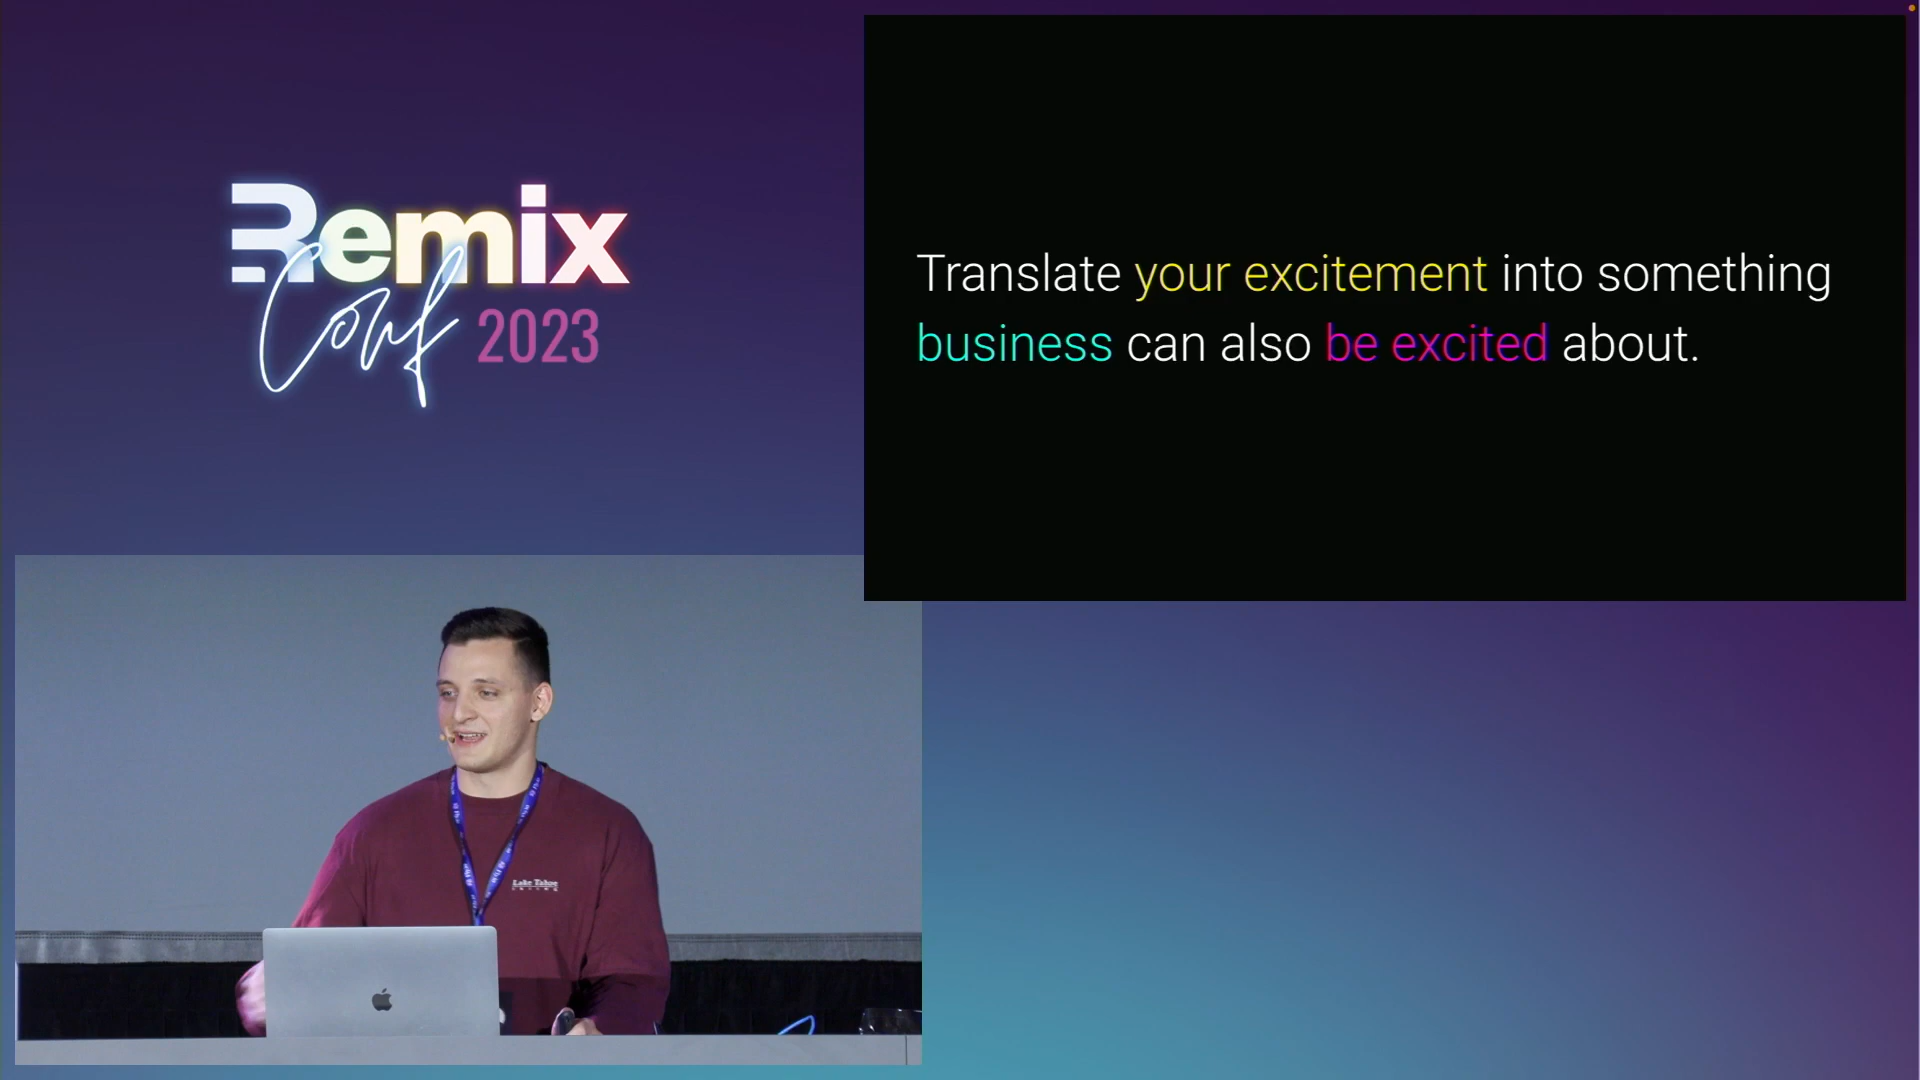 Remix
Conf 2023
Translate your excitement into something
business can also be excited about.
Lake Tahoe